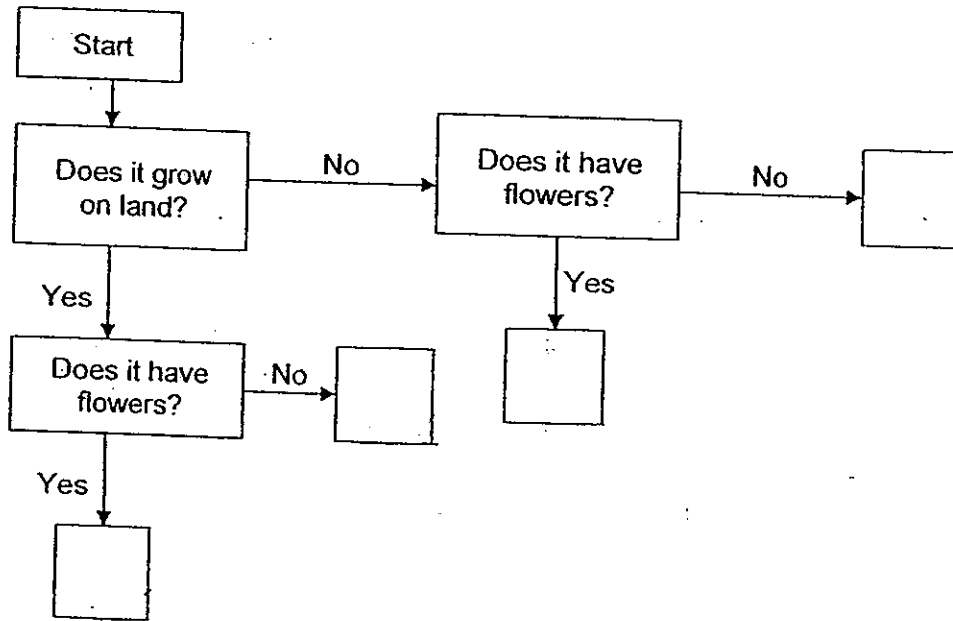 Start
Does it grow
on land?
No
Does it have
flowers?
No
Yes
Yes
Does it have
flowers?
No
Yes